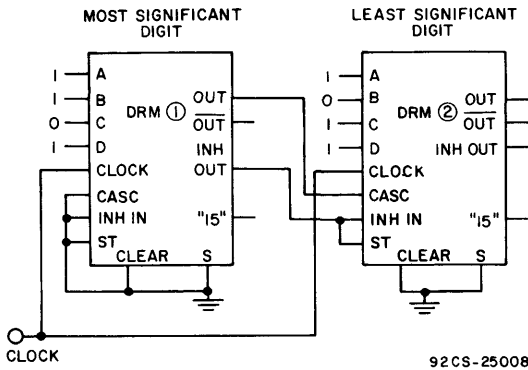 MOST SIGNIFICANT
DIGIT
1 A
1 B
0 C
1 D
CLOCK
CASC
INH IN
ST
DRM ①
OUT
OUT
INH
OUT
"15"
CLEAR S
LEAST SIGNIFICANT
DIGIT
1 A
0 B
1 C
1 D
CLOCK
CASC
INH IN
ST
DRM ②
OUT
OUT
INH OUT
"15"
CLEAR S
CLOCK
92CS-25008